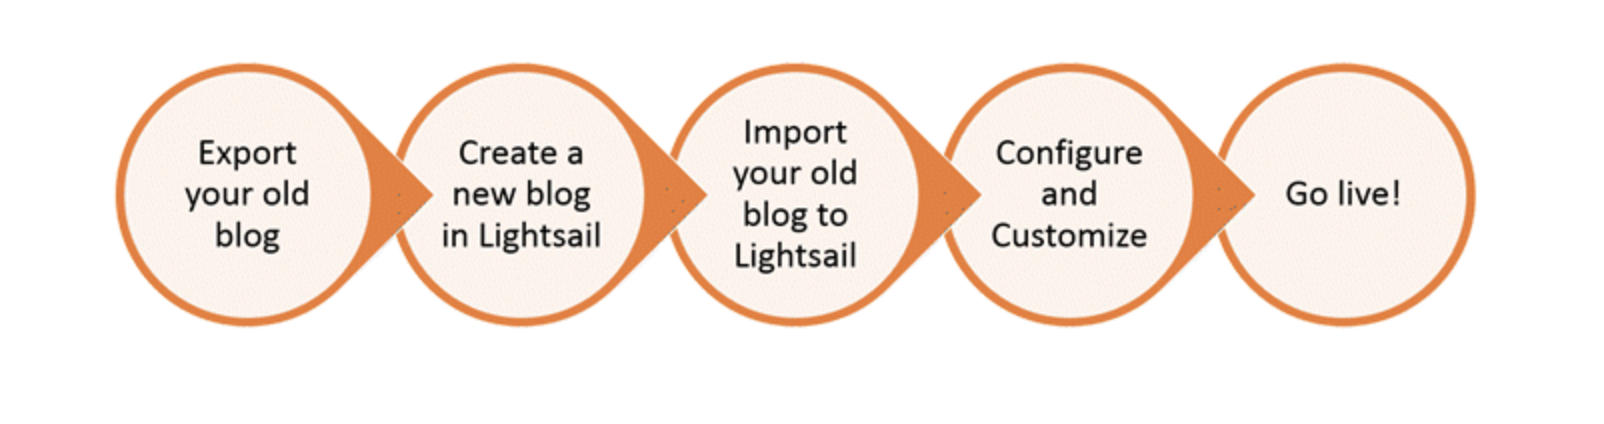 Export
your old
blog
Create a
new blog
in Lightsail
Import
your old
blog to
Lightsail
Configure
and
Customize
Go live!